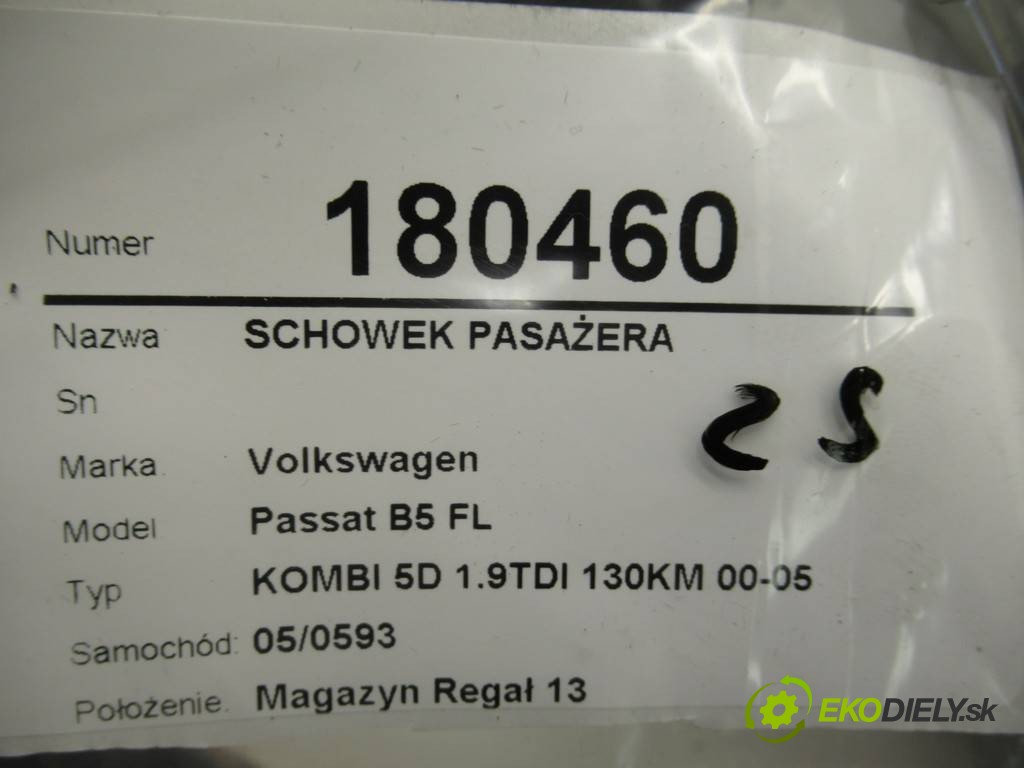 Numer 180460
Nazwa SCHOWEK PASAŻERA
Sn
25
Marka Volkswagen
Model Passat B5 FL
Typ KOMBI 5D 1.9TDI 130KM 00-05
Samochód: 05/0593
Położenie Magazyn Regał 13
EKODIELY.sk